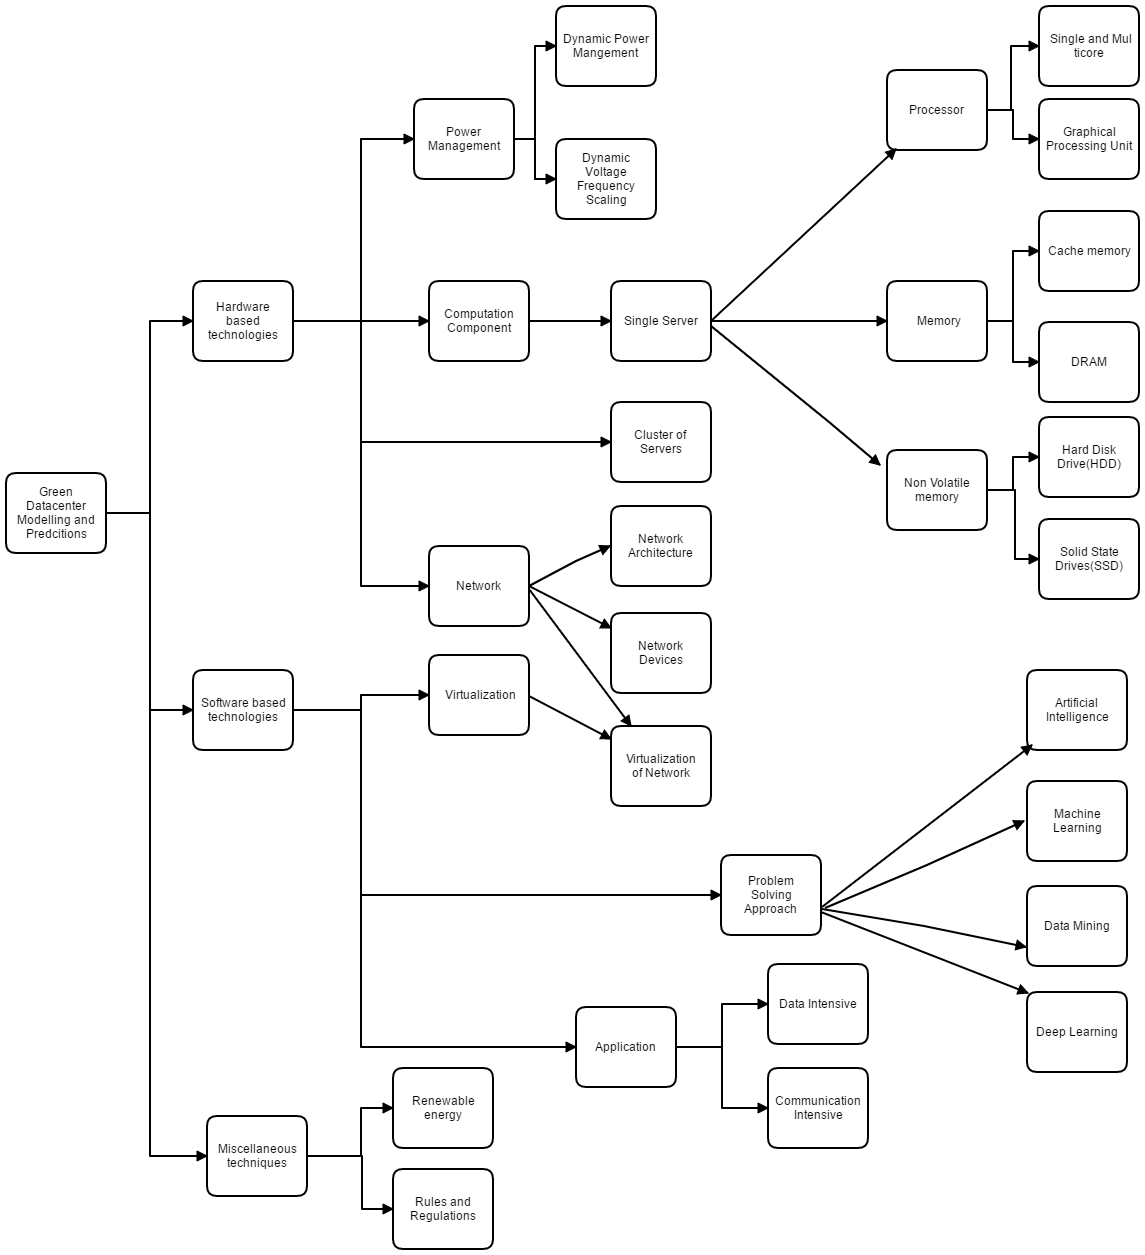 Dynamic Power
Mangement
Single and Mul
ticore
Processor
Power
Management
Graphical
Processing Unit
Dynamic
Voltage
Frequency
Scaling
Cache memory
Hardware
based
technologies
Computation
Component
Single Server
Memory
DRAM
Cluster of
Servers
Hard Disk
Drive(HDD)
Non Volatile
memory
Green
Datacenter
Modelling and
Predcitions
Network
Architecture
Solid State
Drives(SSD)
Network
Network
Devices
Software based
technologies
Virtualization
Artificial
Intelligence
Virtualization
of Network
Machine
Learning
Problem
Solving
Approach
Data Mining
Data Intensive
Deep Learning
Application
Renewable
energy
Communication
Intensive
Miscellaneous
techniques
Rules and
Regulations